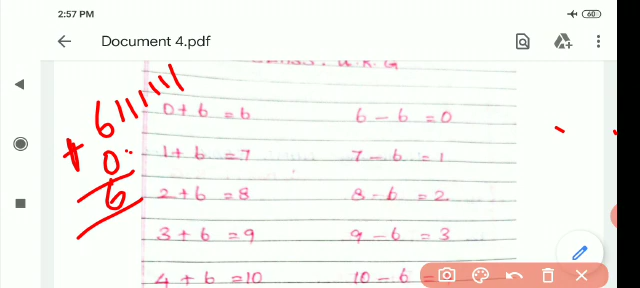 2:57 PM
60
Document 4.pdf
U.K.G
0+6 =6    6-6 =0
1+6 =7    7-6 =1
2+6 =8    8-6 =2
3+6 =9    9-6 =3
4+6 =10    10-6 =
6
+ 0
6